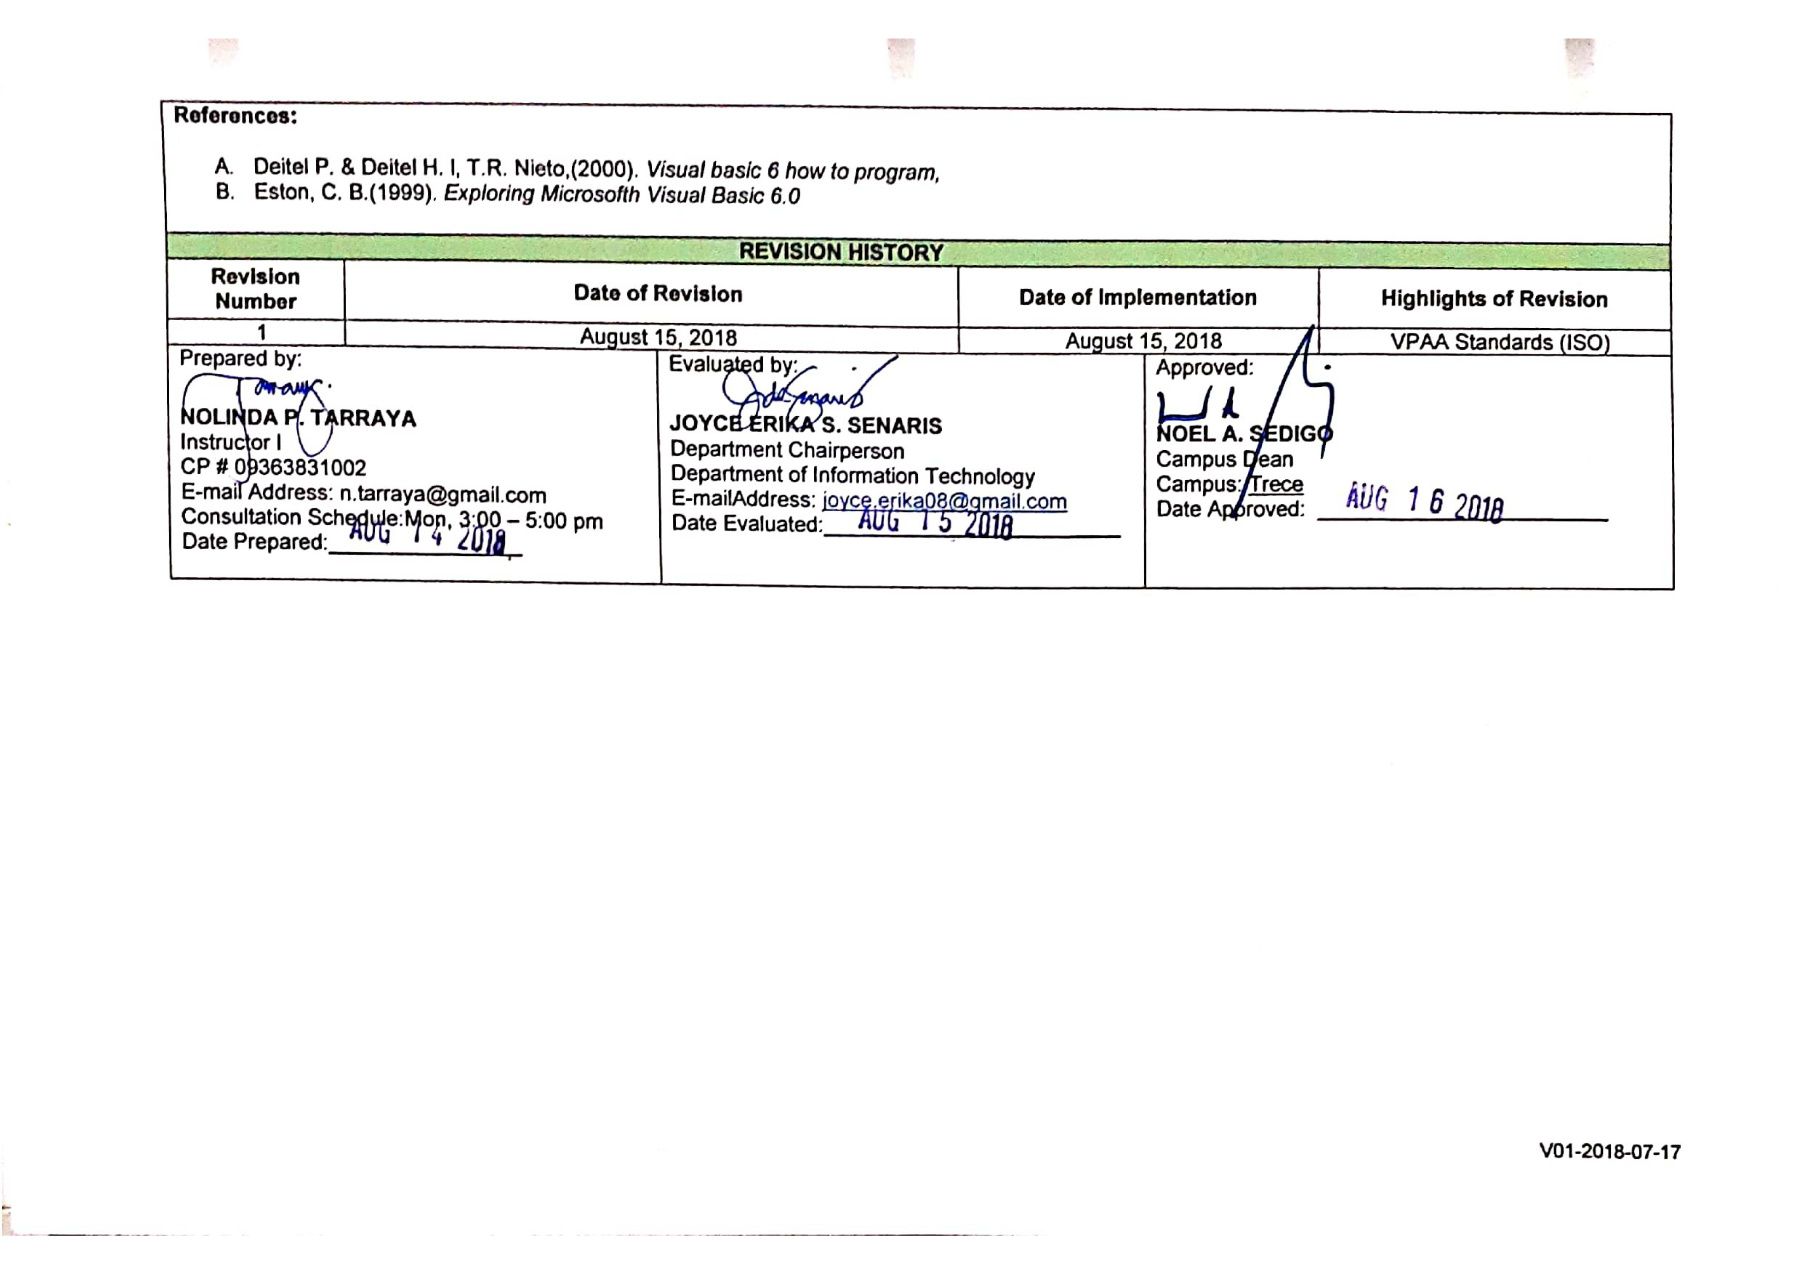 References:
A. Deitel P. & Deitel H. I, T.R. Nieto,(2000). Visual basic 6 how to program,
B. Eston, C. B.(1999). Exploring Microsofth Visual Basic 6.0
REVISION HISTORY
Revision Number
Date of Revision
Date of Implementation
Highlights of Revision
1
August 15, 2018
August 15, 2018
VPAA Standards (ISO)
Prepared by:
NOLINDA P. TARRAYA
Instructor I
CP # 09363831002
E-mail Address: n.tarraya@gmail.com
Consultation Schedule:Mon, 3:00 – 5:00 pm
Date Prepared: AUG 14 2018
Evaluated by:
JOYCE ERIKA S. SENARIS
Department Chairperson
Department of Information Technology
E-mailAddress: joyce.erika08@gmail.com
Date Evaluated: AUG 15 2018
Approved:
NOEL A. SEDIGO
Campus Dean
Campus: Trece
Date Approved: AUG 16 2018
V01-2018-07-17